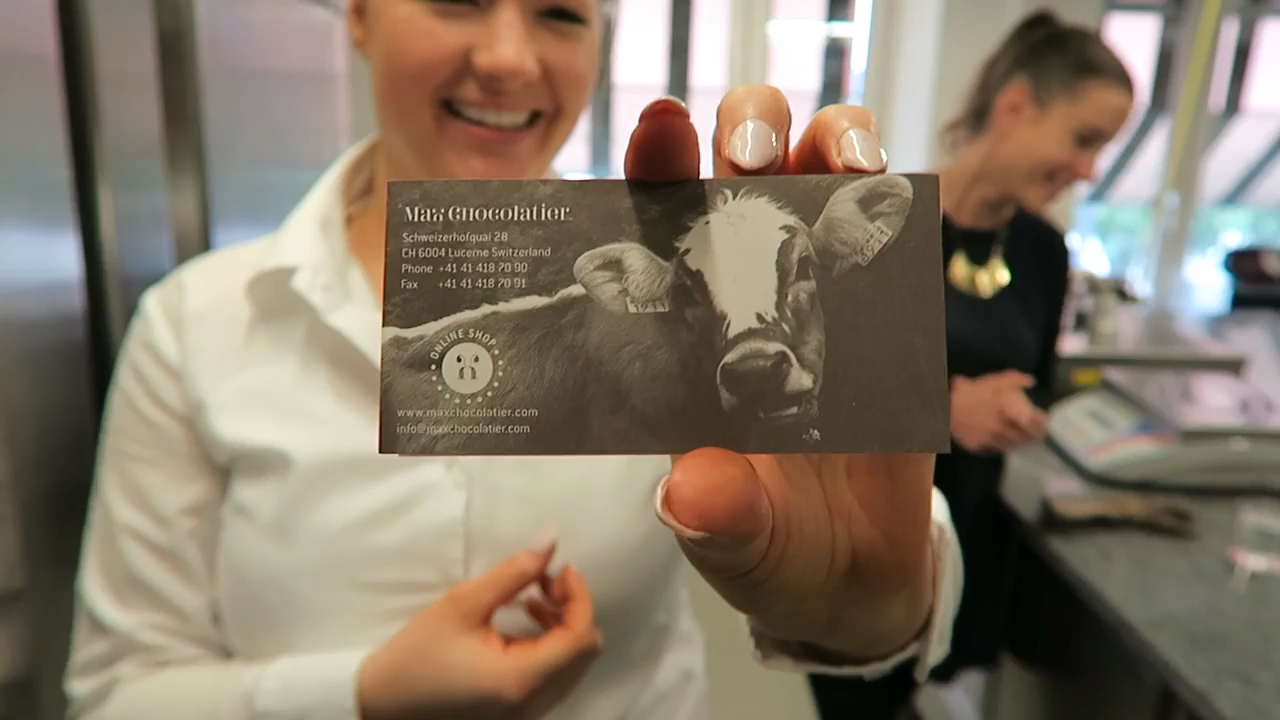 Max Chocolatier
Schweizerhofquai 2B
CH 6004 Lucerne Switzerland
Phone +41 41 418 70 90
Fax +41 41 418 70 91
ONLINE SHOP
www.maxchocolatier.com
info@maxchocolatier.com